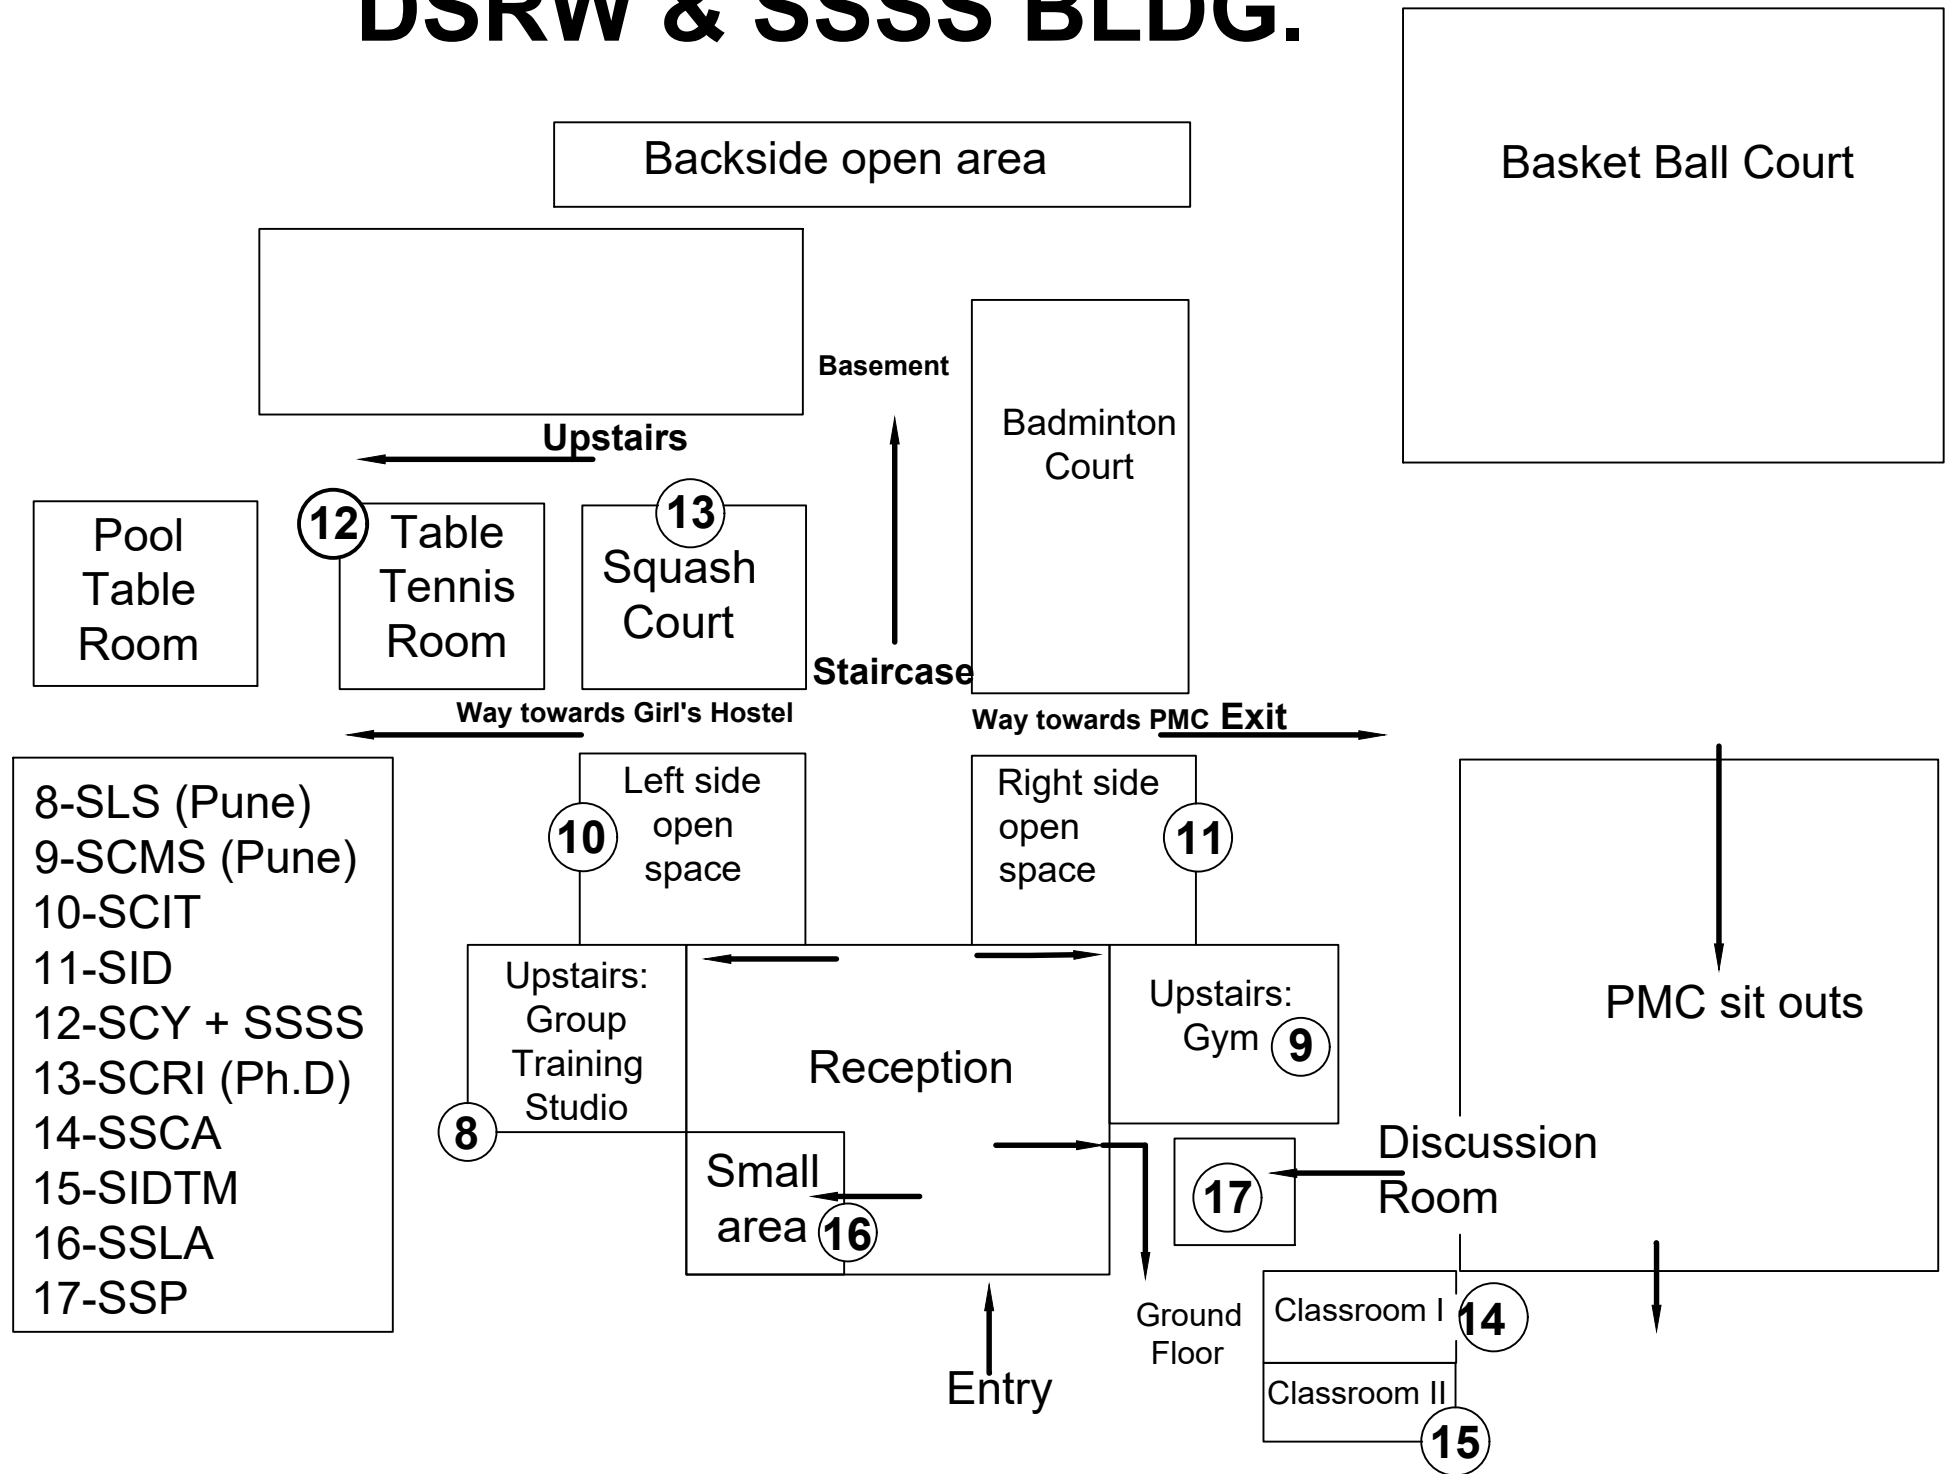 DSRW & SSSS BLDG.
Backside open area
Basket Ball Court
Basement
Badminton
Court
Upstairs
Pool
Table
Room
12
Table
Tennis
Room
13
Squash
Court
Staircase
Way towards Girl's Hostel
Way towards PMC Exit
8-SLS (Pune)
9-SCMS (Pune)
10-SCIT
11-SID
12-SCY + SSSS
13-SCRI (Ph.D)
14-SSCA
15-SIDTM
16-SSLA
17-SSP
10
Left side
open
space
Right side
open
space
11
Upstairs:
Group
Training
Studio
8
Reception
Upstairs:
Gym 9
PMC sit outs
Small
area 16
17
Discussion
Room
Ground
Floor
Entry
Classroom I 14
Classroom II
15